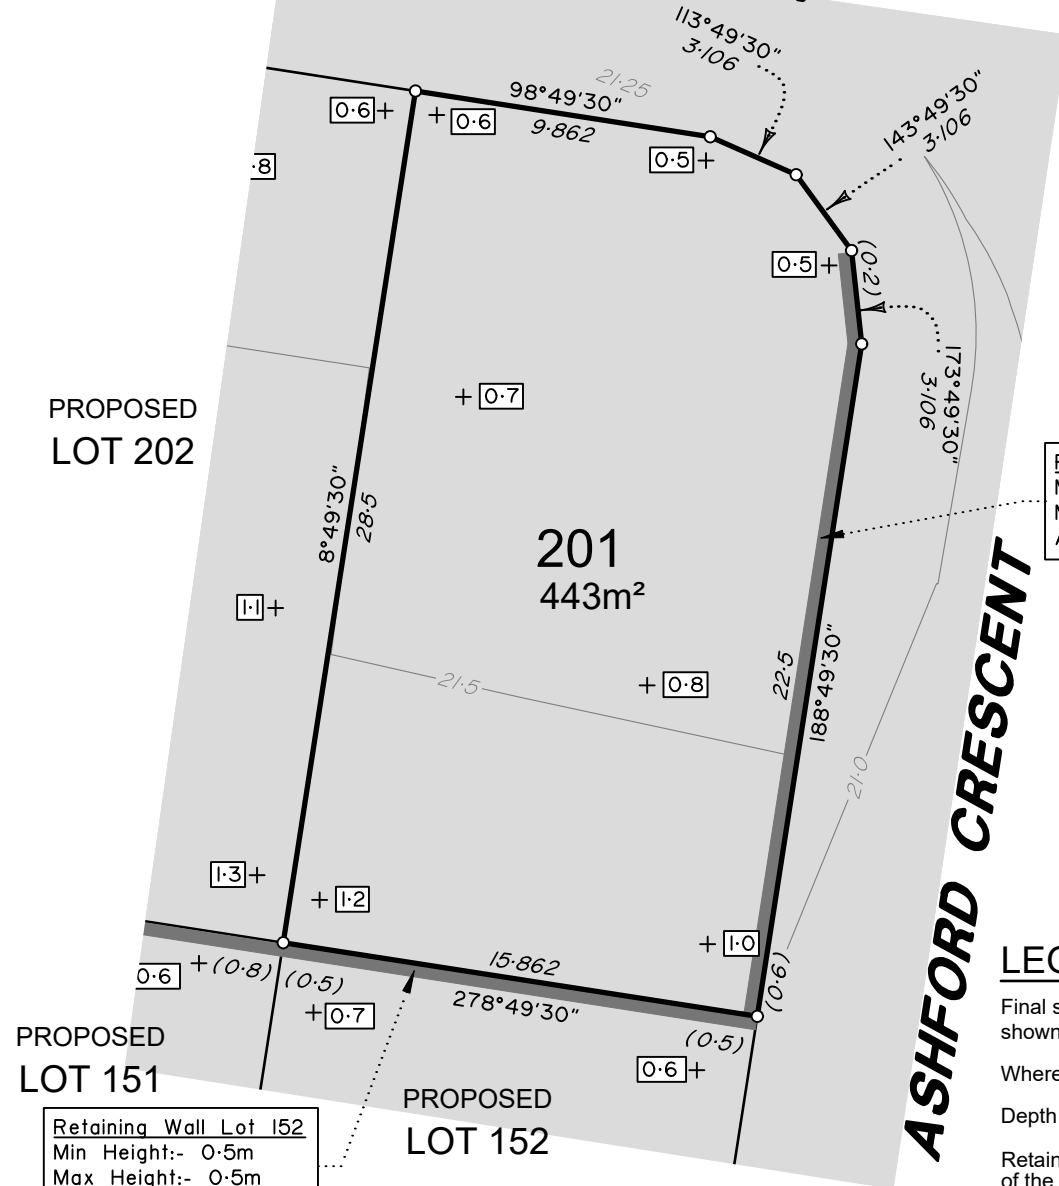 113°49'30"
3·106
143°49'30"
3·106
21·25
98°49'30"
9·862
0·6
0·6
0·5
·8
0·5
(0·2)
173°49'30"
3·106
0·7
PROPOSED
LOT 202
8°49'30"
28·5
201
443m²
1·1
0·8
21·5
22·5
188°49'30"
21·0
ASHFORD CRESCENT
1·3
1·2
1·0
15·862
278°49'30"
0·6
(0·8)
(0·5)
(0·6)
0·7
(0·5)
0·6
PROPOSED
LOT 151
PROPOSED
LOT 152
Retaining Wall Lot 152
Min Height:- 0·5m
Max Height:- 0·5m
Final s
shown
Where
Depth
Retain
of the